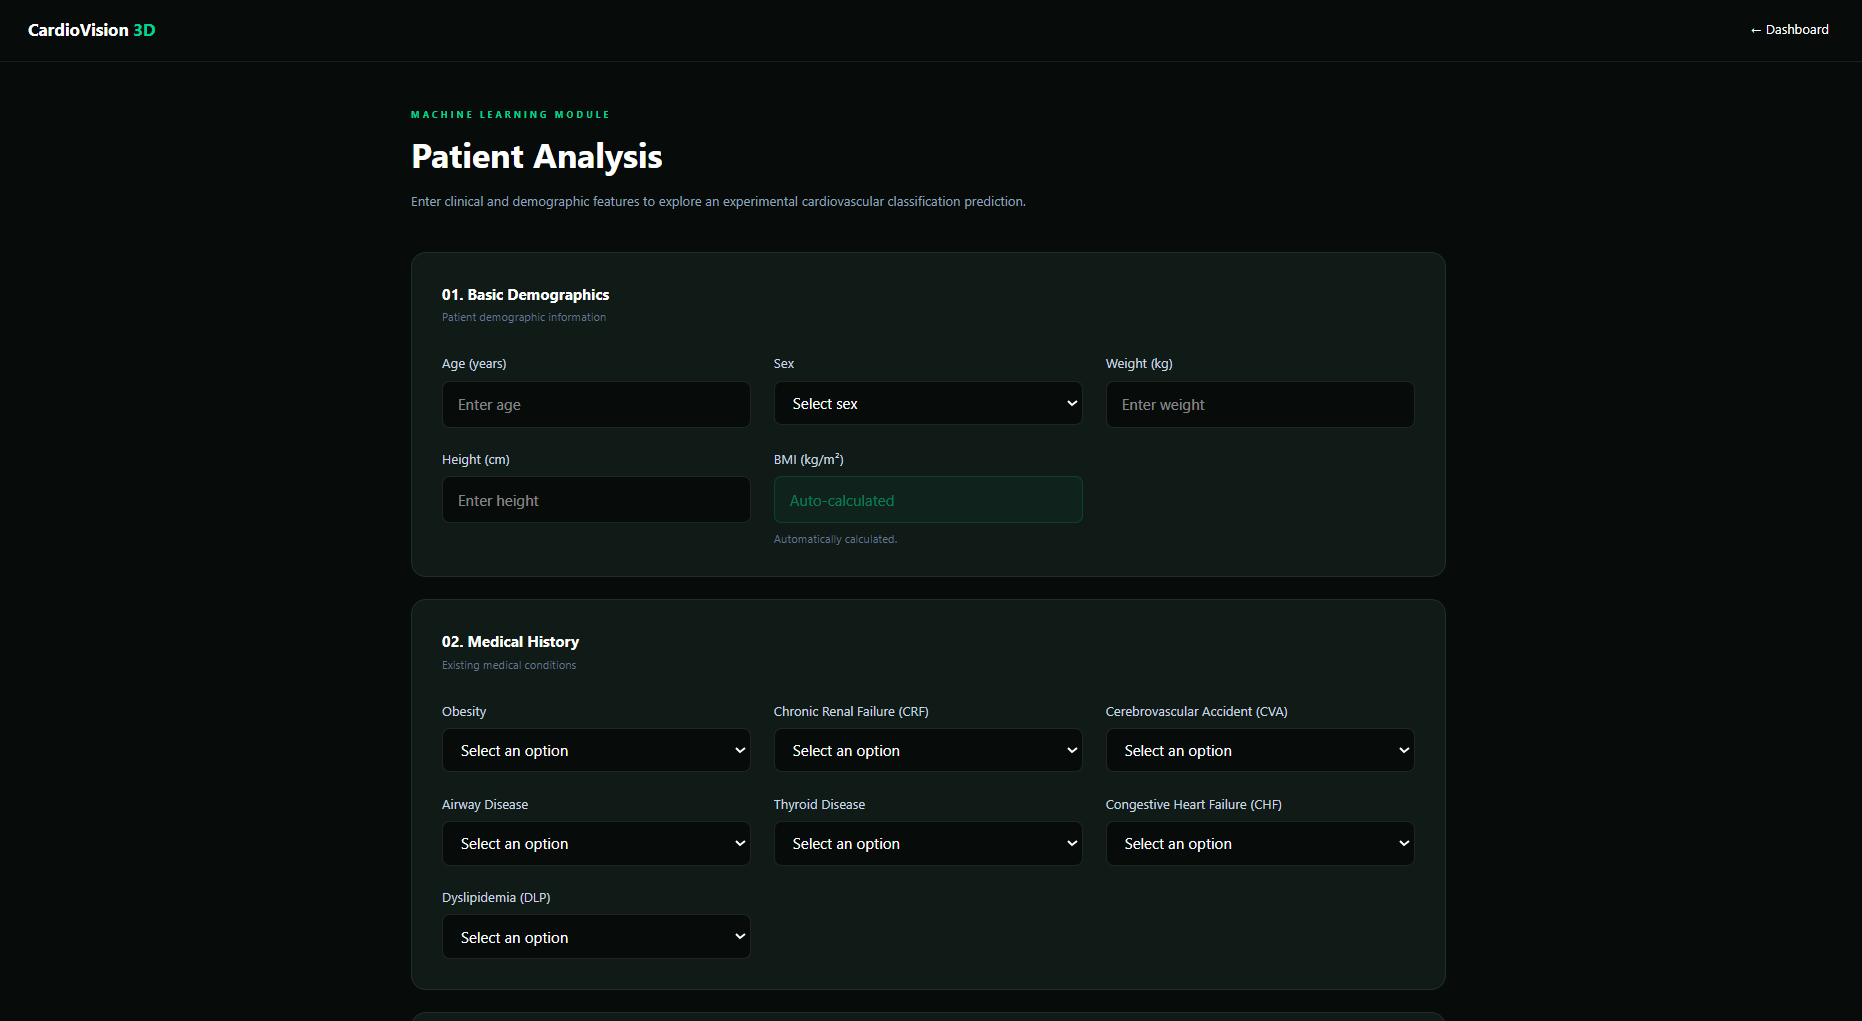 CardioVision 3D
← Dashboard
MACHINE LEARNING MODULE
Patient Analysis
Enter clinical and demographic features to explore an experimental cardiovascular classification prediction.
01. Basic Demographics
Patient demographic information
Age (years)
Sex
Weight (kg)
Enter age
Select sex
Enter weight
Height (cm)
BMI (kg/m²)
Enter height
Auto-calculated
Automatically calculated.
02. Medical History
Existing medical conditions
Obesity
Chronic Renal Failure (CRF)
Cerebrovascular Accident (CVA)
Select an option
Select an option
Select an option
Airway Disease
Thyroid Disease
Congestive Heart Failure (CHF)
Select an option
Select an option
Select an option
Dyslipidemia (DLP)
Select an option